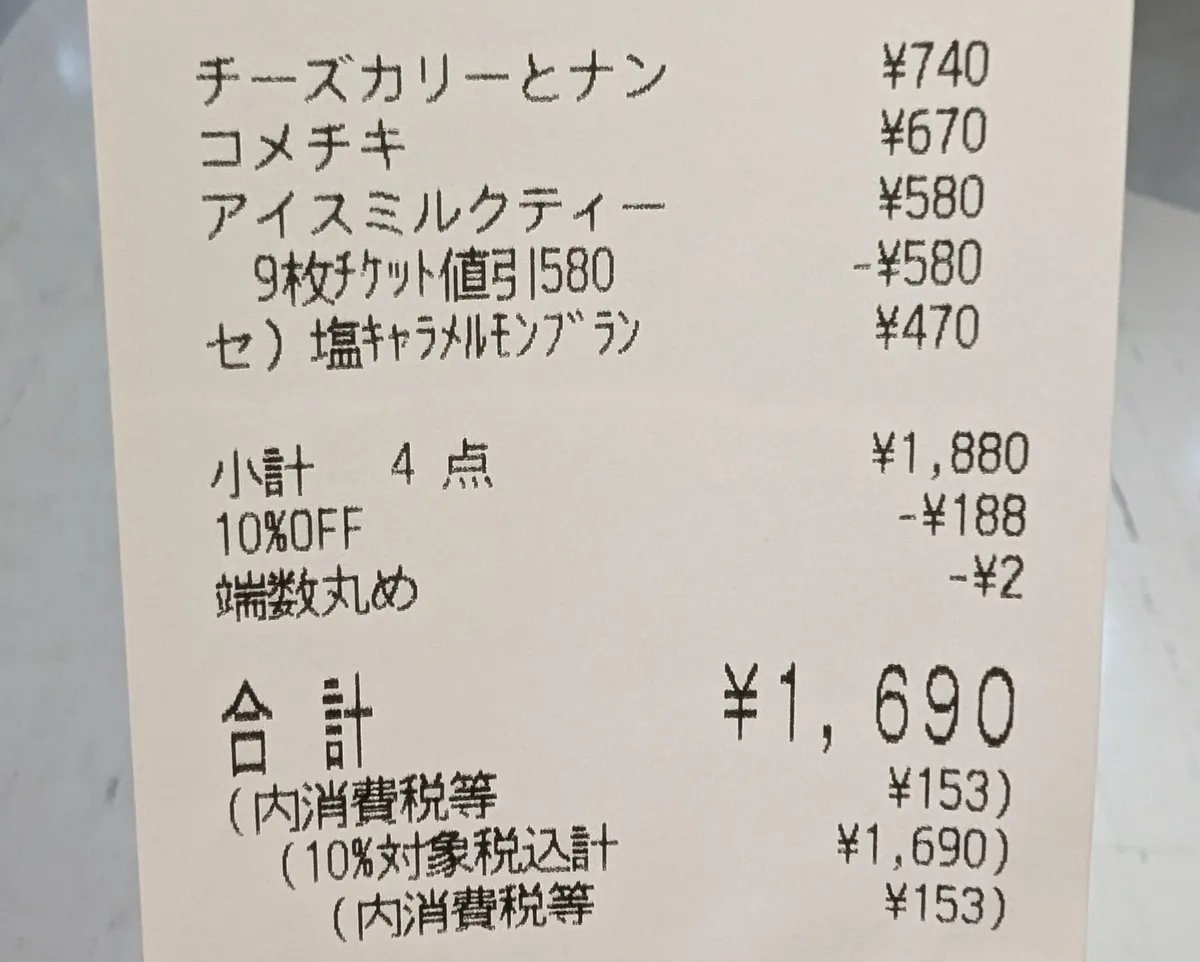 チーズカリーとナン ¥740
コメチキ ¥670
アイスミルクティー ¥580
9枚ﾁｹｯﾄ値引580 -¥580
セ）塩ｷｬﾗﾒﾙﾓﾝﾌﾞﾗﾝ ¥470
小計 4 点 ¥1,880
10%OFF -¥188
端数丸め -¥2
合 計 ¥1,690
(内消費税等 ¥153)
(10%対象税込計 ¥1,690)
(内消費税等 ¥153)